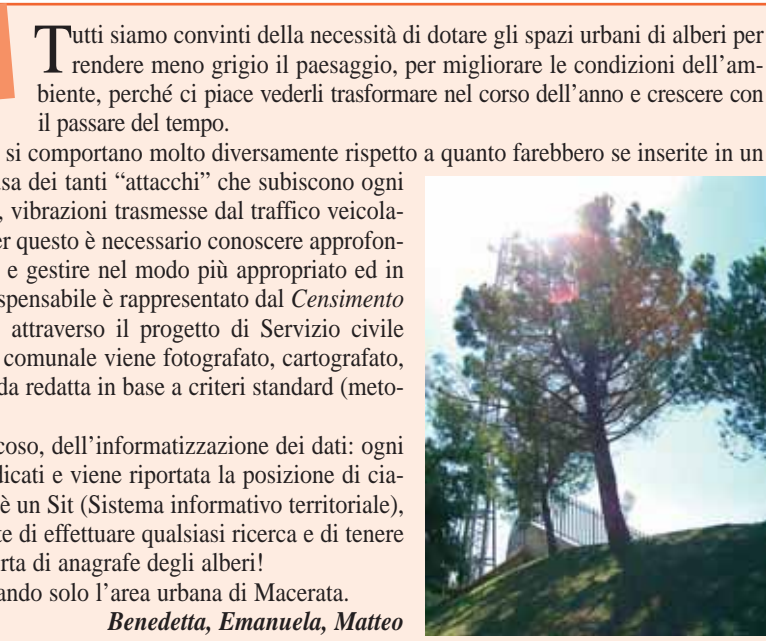 Tutti siamo convinti della necessità di dotare gli spazi urbani di alberi per
rendere meno grigio il paesaggio, per migliorare le condizioni dell'am-
biente, perché ci piace vederli trasformare nel corso dell'anno e crescere con
il passare del tempo.
si comportano molto diversamente rispetto a quanto farebbero se inserite in un
dei tanti “attacchi” che subiscono ogni
, vibrazioni trasmesse dal traffico veicola-
er questo è necessario conoscere approfon-
e gestire nel modo più appropriato ed in
spensabile è rappresentato dal Censimento
attraverso il progetto di Servizio civile
comunale viene fotografato, cartografato,
da redatta in base a criteri standard (meto-
coso, dell'informatizzazione dei dati: ogni
dicati e viene riportata la posizione di cia-
è un Sit (Sistema informativo territoriale),
te di effettuare qualsiasi ricerca e di tenere
rta di anagrafe degli alberi!
ando solo l'area urbana di Macerata.
Benedetta, Emanuela, Matteo